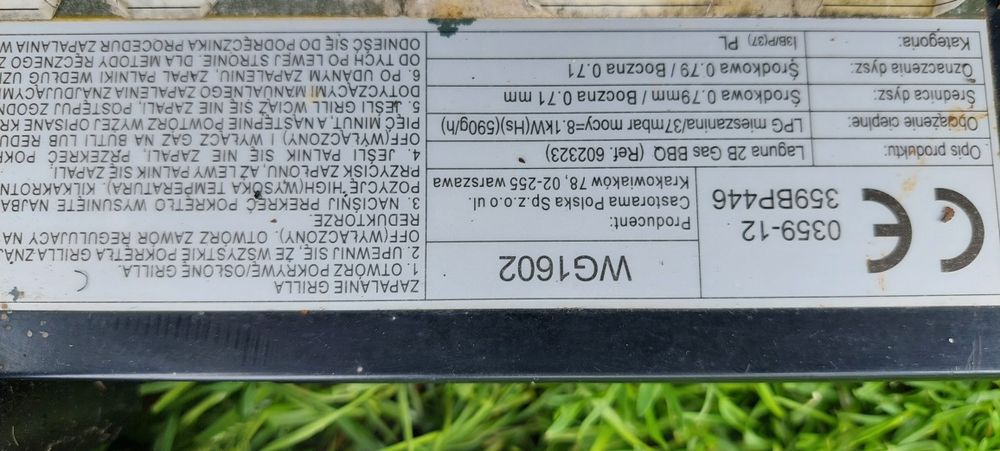 CE
0359-12
359BP446
WG1602
Producent:
Castorama Polska Sp.z.o.ul.
Krakowiaków 78, 02-255 warszawa
Opis produktu: Laguna 2B Gas BBQ (Ref. 602323)
Obciążenie cieplne: LPG mieszanina/37mbar mocy=8.1KW(Hs)(590g/h)
Średnica dysz: Środkowa 0.79mm / Boczna 0.71 mm
Oznaczenia dysz: Środkowa 0.79 / Boczna 0.71
Kategoria: I3B/P(37) PL
ZAPALANIE GRILLA
1. OTWÓRZ POKRYWĘ/OSŁONĘ GRILLA.
2. UPEWNIJ SIĘ, ŻE WSZYSTKIE POKRĘTŁA GRILLA ZNAJ
OFF(WYŁĄCZONY). OTWÓRZ ZAWÓR REGULUJĄCY NA
REDUKTORZE.
3. NACIŚNIJ I PRZEKRĘĆ POKRĘTŁO WYSUNIĘTE NAJBA
POZYCJĘ HIGH(WYSOKA TEMPERATURA). KILKAKROTN
PRZYCISK ZAPŁONU, AŻ LEWY PALNIK SIĘ ZAPALI.
4. JEŚLI PALNIK SIĘ NIE ZAPALI, PRZEKRĘĆ POKR
OFF(WYŁĄCZONY) I WYŁĄCZ GAZ NA BUTLI LUB REDU
PIĘĆ MINUT, A NASTĘPNIE POWTÓRZ WYŻEJ OPISANE KR
5. JEŚLI GRILL WCIĄŻ SIĘ NIE ZAPALI, POSTĘPUJ ZGODN
DOTYCZĄCYMI MANUALNEGO ZAPALENIA ZNAJDUJĄCYMI
6. PO UDANYM ZAPALENIU, ZAPAL PALNIKI WEDŁUG UZN
OD TYCH PO LEWEJ STRONIE. DLA METODY RĘCZNEGO Z
ODNIEŚĆ SIĘ DO PODRĘCZNIKA PROCEDUR ZAPALANIA W